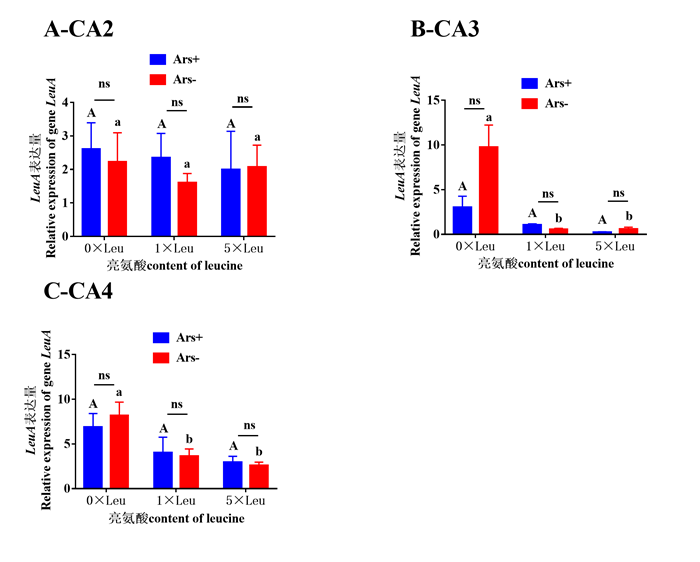 A-CA2
Ars+
Ars-
ns
ns
ns
A
a
A
a
A
a
4
3
2
1
0
LeuA表达量
Relative expression of gene LeuA
0×Leu
1×Leu
5×Leu
亮氨酸content of leucine
B-CA3
Ars+
Ars-
ns
ns
ns
A
a
A
b
A
b
15
10
5
0
LeuA表达量
Relative expression of gene LeuA
0×Leu
1×Leu
5×Leu
亮氨酸content of leucine
C-CA4
Ars+
Ars-
ns
ns
ns
A
a
A
b
A
b
15
10
5
0
LeuA表达量
Relative expression of gene LeuA
0×Leu
1×Leu
5×Leu
亮氨酸content of leucine